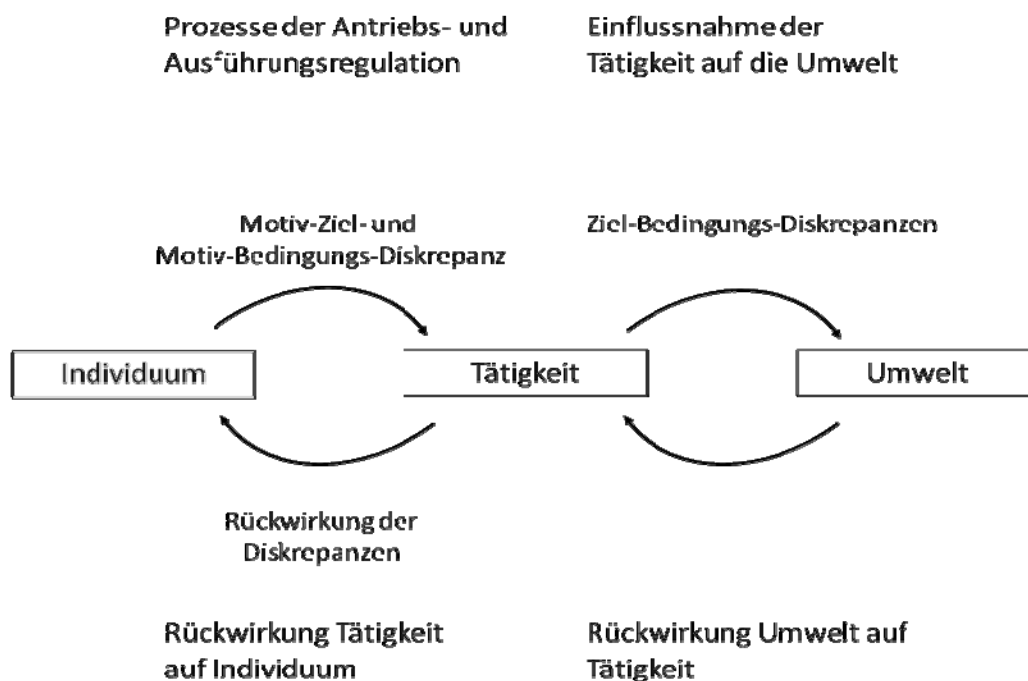 Prozesse der Antriebs- und
Ausführungsregulation
Einflussnahme der
Tätigkeit auf die Umwelt
Motiv-Ziel- und
Motiv-Bedingungs-Diskrepanz
Ziel-Bedingungs-Diskrepanzen
Individuum
Tätigkeit
Umwelt
Rückwirkung der
Diskrepanzen
Rückwirkung Tätigkeit
auf Individuum
Rückwirkung Umwelt auf
Tätigkeit